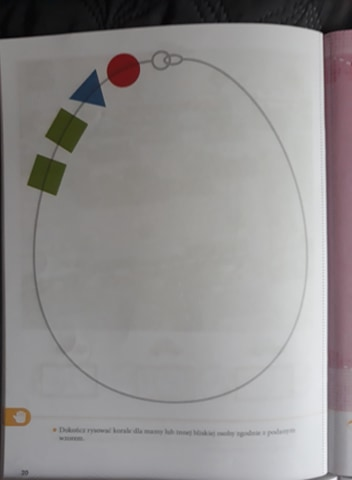 Dokończ rysować korale dla mamy lub innej bliskiej osoby zgodnie z podanym
wzorem.
20